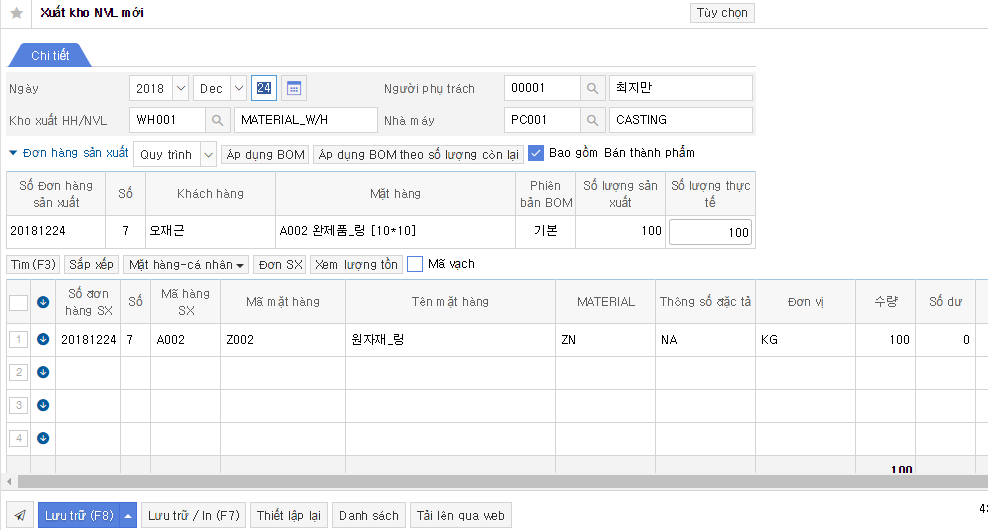 Xuất kho NVL mới
Tùy chọn
Chi tiết
Ngày 2018 Dec 24 Người phụ trách 00001 최지만
Kho xuất HH/NVL WH001 MATERIAL_W/H Nhà máy PC001 CASTING
Đơn hàng sản xuất Quy trình Áp dụng BOM Áp dụng BOM theo số lượng còn lại Bao gồm Bán thành phẩm
Số Đơn hàng sản xuất Số Khách hàng Mặt hàng Phiên bản BOM Số lượng sản xuất Số lượng thực tế
20181224 7 오재근 A002 완제품_링 [10*10] 기본 100 100
Tìm (F3) Sắp xếp Mặt hàng-cá nhân Đơn SX Xem lượng tồn Mã vạch
Số đơn hàng SX Số Mã hàng SX Mã mặt hàng Tên mặt hàng MATERIAL Thông số đặc tả Đơn vị 수량 Số dư
1 20181224 7 A002 Z002 원자재_링 ZN NA KG 100 0
2
3
4
100
Lưu trữ (F8) Lưu trữ / In (F7) Thiết lập lại Danh sách Tải lên qua web